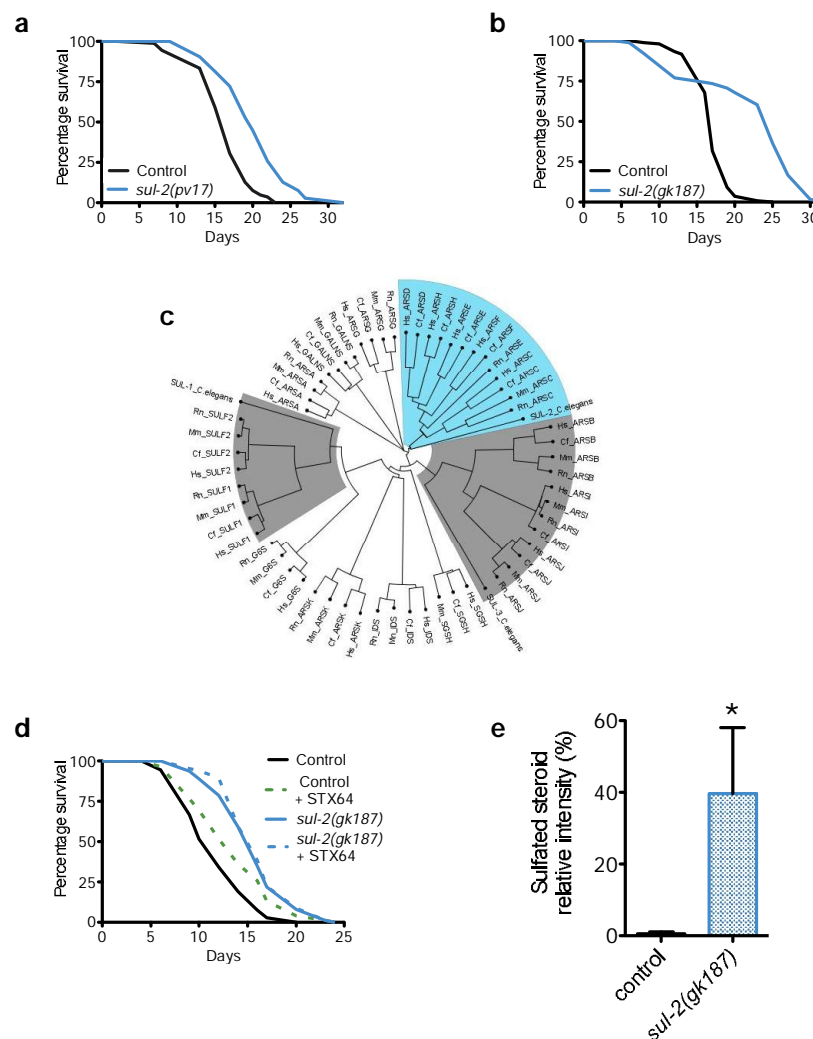 a
Percentage survival
100
75
50
25
0
Control
sul-2(pv17)
0 5 10 15 20 25 30
Days
b
Percentage survival
100
75
50
25
0
Control
sul-2(gk187)
0 5 10 15 20 25 30
Days
c
SUL-1_C.elegans
Hs_ARSA
Cf_ARSA
Mm_ARSA
Rn_ARSA
Hs_GALNS
Cf_GALNS
Mm_GALNS
Rn_GALNS
Hs_ARSG
Cf_ARSG
Mm_ARSG
Rn_ARSG
Hs_ARSD
Cf_ARSD
Hs_ARSH
Cf_ARSH
Hs_ARSE
Cf_ARSE
Hs_ARSF
Cf_ARSF
Rn_ARSE
Hs_ARSC
Cf_ARSC
Mm_ARSC
Rn_ARSC
SUL-2_C.elegans
Hs_ARSB
Cf_ARSB
Mm_ARSB
Rn_ARSB
Hs_ARSI
Mm_ARSI
Rn_ARSI
Cf_ARSI
Hs_ARSJ
Cf_ARSJ
Mm_ARSJ
Rn_ARSJ
SUL-3_C.elegans
Hs_SGSH
Cf_SGSH
Mm_SGSH
Hs_IDS
Cf_IDS
Mn_IDS
Rn_IDS
Hs_ARSK
Cf_ARSK
Mm_ARSK
Rn_ARSK
Hs_G6S
Cf_G6S
Mm_G6S
Rn_G6S
Hs_SULF1
Cf_SULF1
Mm_SULF1
Rn_SULF1
Hs_SULF2
Cf_SULF2
Mm_SULF2
Rn_SULF2
d
Percentage survival
100
75
50
25
0
Control
Control
+ STX64
sul-2(gk187)
sul-2(gk187)
+ STX64
0 5 10 15 20 25
Days
e
Sulfated steroid
relative intensity (%)
60
40
20
0
*
control
sul-2(gk187)